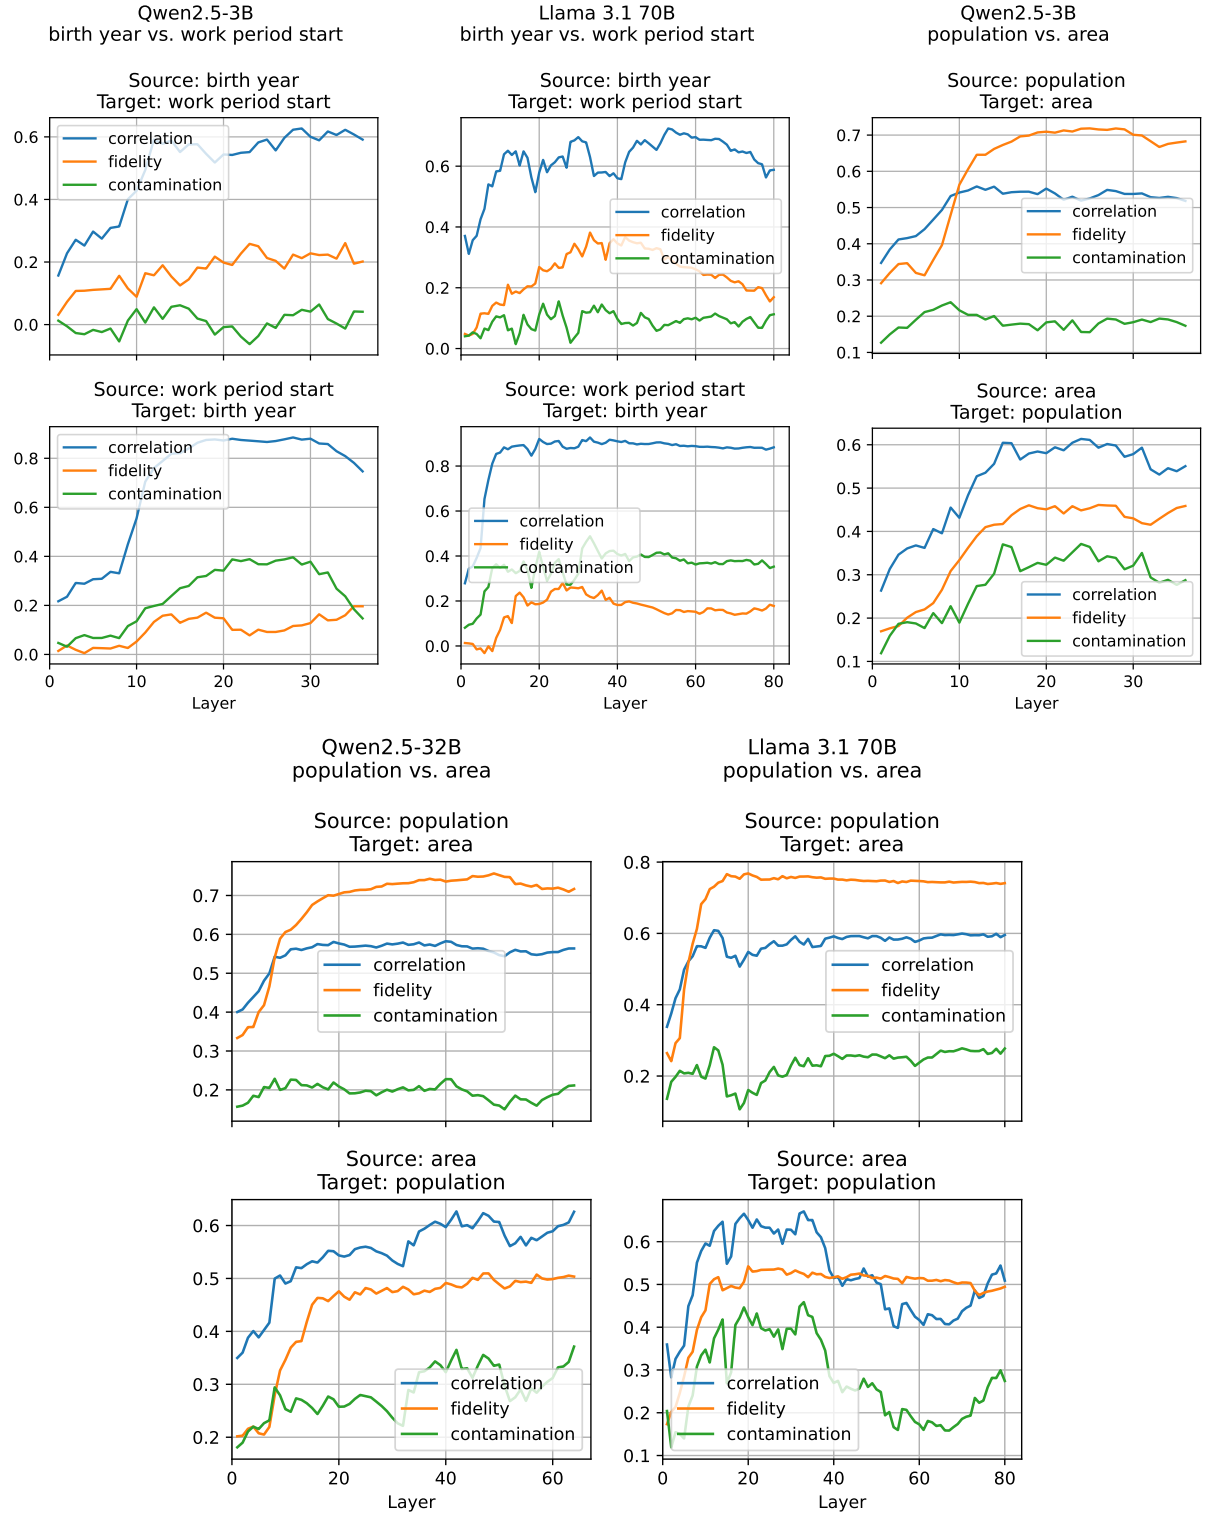 Qwen2.5-3B
birth year vs. work period start
Source: birth year
Target: work period start
0.6
0.4
0.2
0.0
correlation
fidelity
contamination
Source: work period start
Target: birth year
0.8
0.6
0.4
0.2
0.0
correlation
fidelity
contamination
0 10 20 30
Layer
Llama 3.1 70B
birth year vs. work period start
Source: birth year
Target: work period start
0.6
0.4
0.2
0.0
correlation
fidelity
contamination
Source: work period start
Target: birth year
0.8
0.6
0.4
0.2
0.0
correlation
fidelity
contamination
0 20 40 60 80
Layer
Qwen2.5-3B
population vs. area
Source: population
Target: area
0.7
0.6
0.5
0.4
0.3
0.2
0.1
correlation
fidelity
contamination
Source: area
Target: population
0.6
0.5
0.4
0.3
0.2
0.1
correlation
fidelity
contamination
0 10 20 30
Layer
Qwen2.5-32B
population vs. area
Source: population
Target: area
0.7
0.6
0.5
0.4
0.3
0.2
correlation
fidelity
contamination
Source: area
Target: population
0.6
0.5
0.4
0.3
0.2
correlation
fidelity
contamination
0 20 40 60
Layer
Llama 3.1 70B
population vs. area
Source: population
Target: area
0.8
0.6
0.4
0.2
correlation
fidelity
contamination
Source: area
Target: population
0.6
0.5
0.4
0.3
0.2
0.1
correlation
fidelity
contamination
0 20 40 60 80
Layer